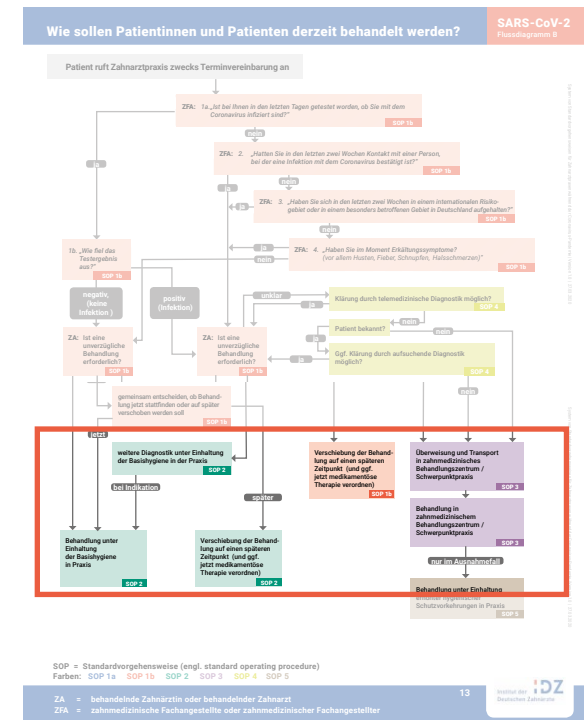 Wie sollen Patientinnen und Patienten derzeit behandelt werden?
SARS-CoV-2
Flussdiagramm B
Patient ruft Zahnarztpraxis zwecks Terminvereinbarung an
ZFA: 1a. „Ist bei Ihnen in den letzten Tagen getestet worden, ob Sie mit dem
Coronavirus infiziert sind?"
SOP 1b
nein
ja
ZFA: 2. „Hatten Sie in den letzten zwei Wochen Kontakt mit einer Person,
bei der eine Infektion mit dem Coronavirus bestätigt ist?"
SOP 1b
nein
ja
ZFA: 3. „Haben Sie sich in den letzten zwei Wochen in einem internationalen Risiko-
gebiet oder in einem besonders betroffenen Gebiet in Deutschland aufgehalten?"
SOP 1b
ja
nein
ZFA: 4. „Haben Sie im Moment Erkältungssymptome?
(vor allem Husten, Fieber, Schnupfen, Halsschmerzen)"
SOP 1b
ja
nein
1b. „Wie fiel das
Testergebnis
aus?"
SOP 1b
negativ,
(keine
Infektion )
positiv
(Infektion)
unklar
ja
Klärung durch telemedizinische Diagnostik möglich?
SOP 4
nein
Patient bekannt?
nein
ja
ZA: Ist eine
unverzügliche
Behandlung
erforderlich?
SOP 1b
ZA: Ist eine
unverzügliche
Behandlung
erforderlich?
SOP 1b
ja
Ggf. Klärung durch aufsuchende Diagnostik
möglich?
SOP 4
nein
gemeinsam entscheiden, ob Behand-
lung jetzt stattfinden oder auf später
verschoben werden soll
SOP 1b
jetzt
weitere Diagnostik unter Einhaltung
der Basishygiene in der Praxis
SOP 2
bei Indikation
später
Verschiebung der Behand-
lung auf einen späteren
Zeitpunkt (und ggf.
jetzt medikamentöse
Therapie verordnen)
SOP 1b
Überweisung und Transport
in zahnmedizinisches
Behandlungszentrum /
Schwerpunktpraxis
SOP 3
Behandlung in
zahnmedizinischem
Behandlungszentrum /
Schwerpunktpraxis
SOP 3
nur im Ausnahmefall
Behandlung unter
Einhaltung
der Basishygiene
in Praxis
SOP 2
Verschiebung der Behand-
lung auf einen späteren
Zeitpunkt (und ggf.
jetzt medikamentöse
Therapie verordnen)
SOP 2
Behandlung unter Einhaltung
Schutzvorkehrungen in Praxis
SOP = Standardvorgehensweise (engl. standard operating procedure)
Farben: SOP 1a SOP 1b SOP 2 SOP 3 SOP 4 SOP 5
ZA = behandelnde Zahnärztin oder behandelnder Zahnarzt
ZFA = zahnmedizinische Fachangestellte oder zahnmedizinischer Fachangestellter
13
Institut der
Deutschen Zahnärzte
IDZ